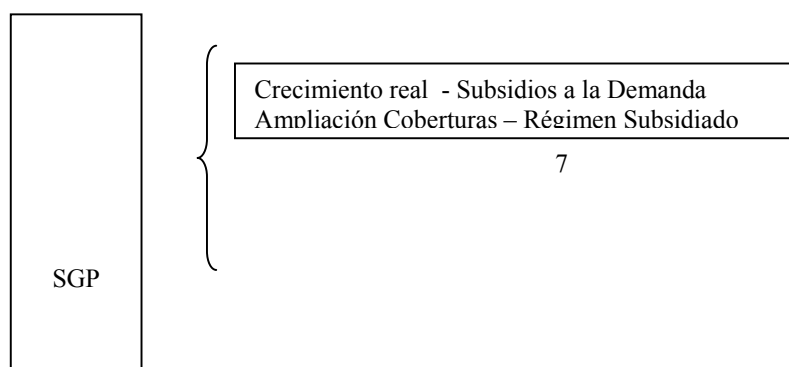 Crecimiento real - Subsidios a la Demanda
Ampliación Coberturas – Régimen Subsidiado
7
SGP